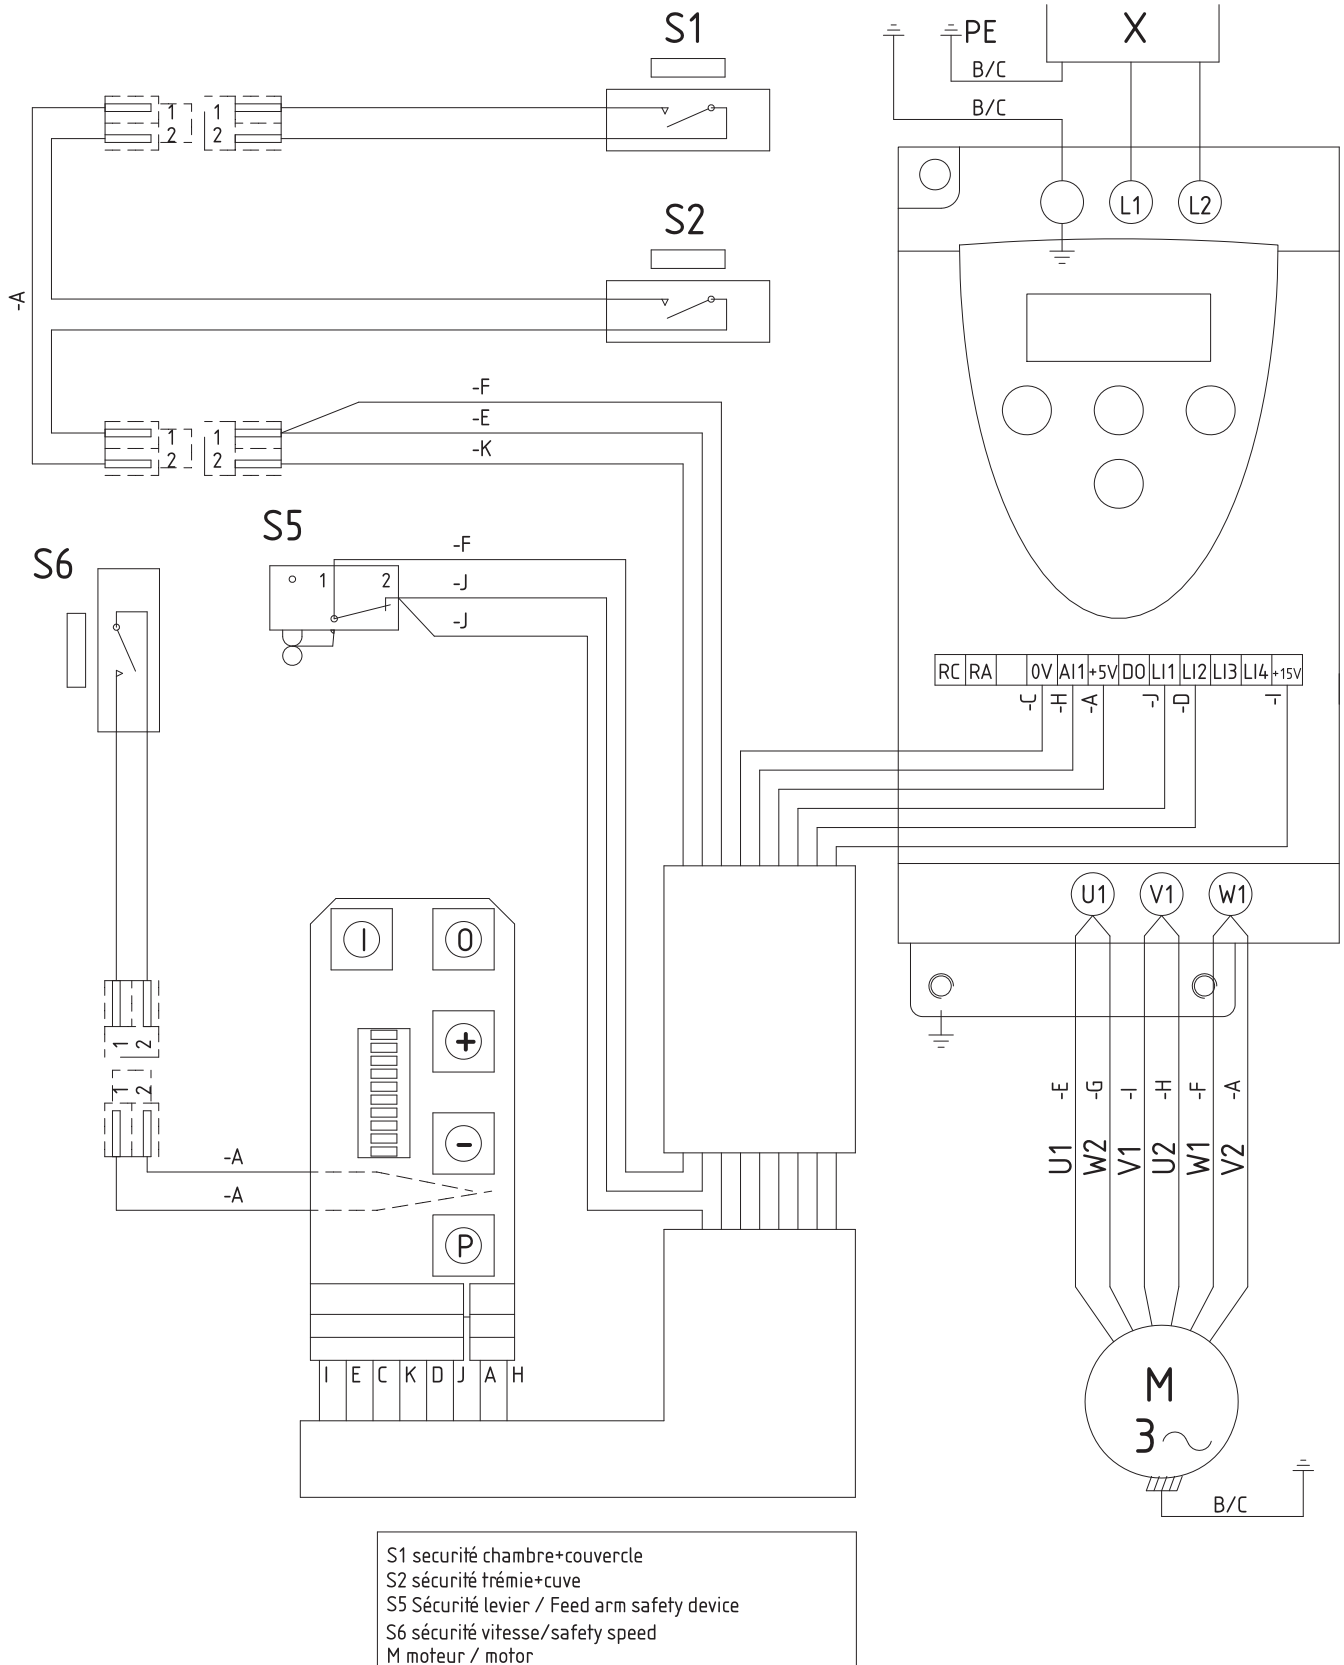 S1
PE
X
B/C
B/C
1
1
2
2
L1
L2
S2
-A
-F
-E
-K
1
1
2
2
S5
S6
-F
1
2
-J
-J
RC RA 0V AI1 +5V DO LI1 LI2 LI3 LI4 +15V
-C
-H
-A
-J
-D
-I
U1
V1
W1
I
O
+
1
2
1
2
-
-E
-G
-I
-H
-F
-A
U1
W2
V1
U2
W1
V2
-A
-A
P
I E C K D J A H
M
3~
B/C
S1 securité chambre+couvercle
S2 sécurité trémie+cuve
S5 Sécurité levier / Feed arm safety device
S6 sécurité vitesse/safety speed
M moteur / motor